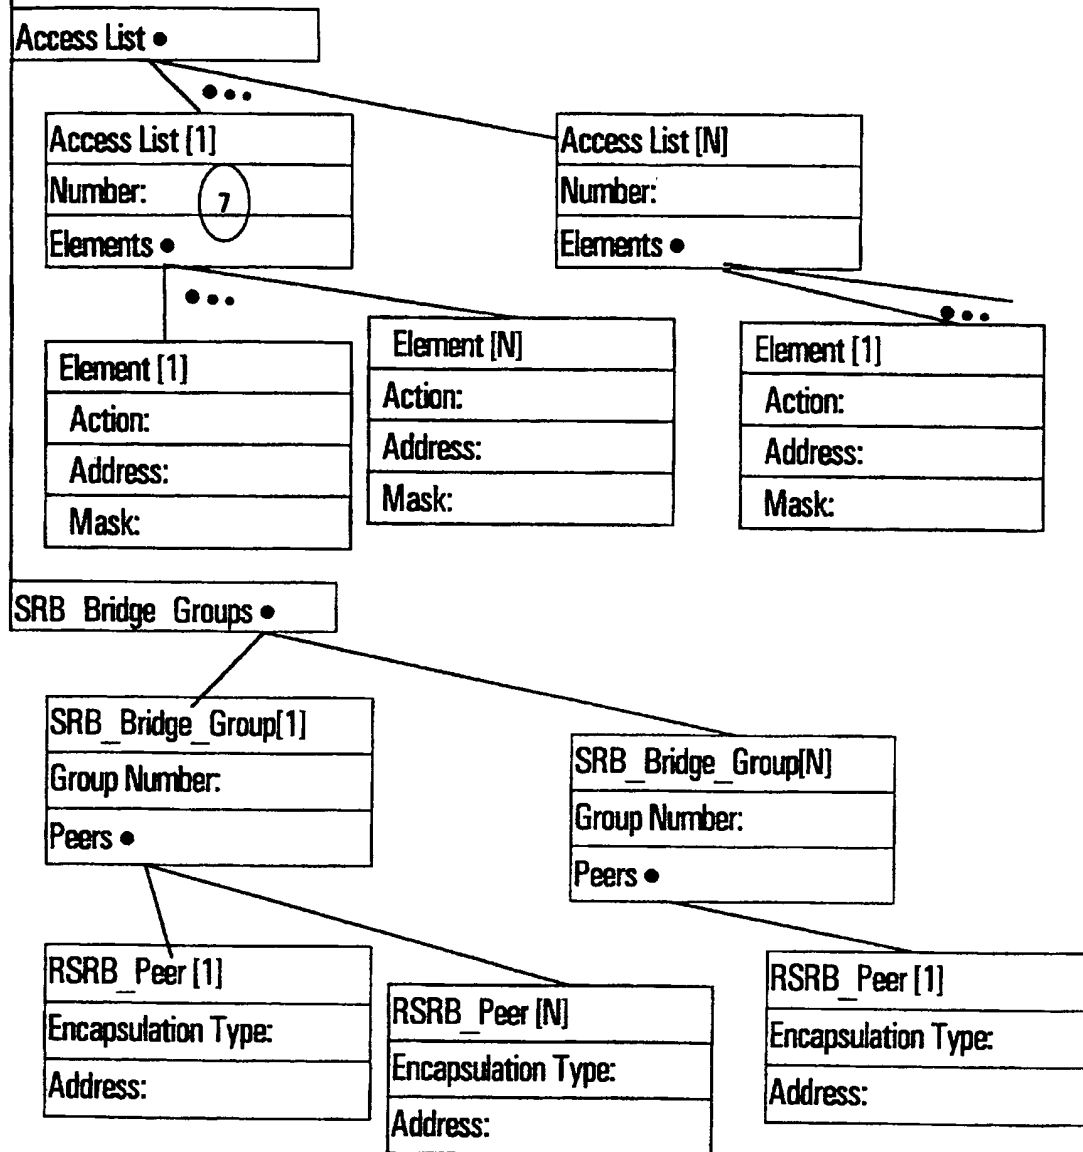 Access List •
•••
Access List [1]
Number:
7
Elements •
Access List [N]
Number:
Elements •
•••
Element [1]
Action:
Address:
Mask:
Element [N]
Action:
Address:
Mask:
•••
Element [1]
Action:
Address:
Mask:
SRB Bridge Groups •
SRB_Bridge_Group[1]
Group Number:
Peers •
SRB_Bridge_Group[N]
Group Number:
Peers •
RSRB_Peer [1]
Encapsulation Type:
Address:
RSRB_Peer [N]
Encapsulation Type:
Address:
RSRB_Peer [1]
Encapsulation Type:
Address: